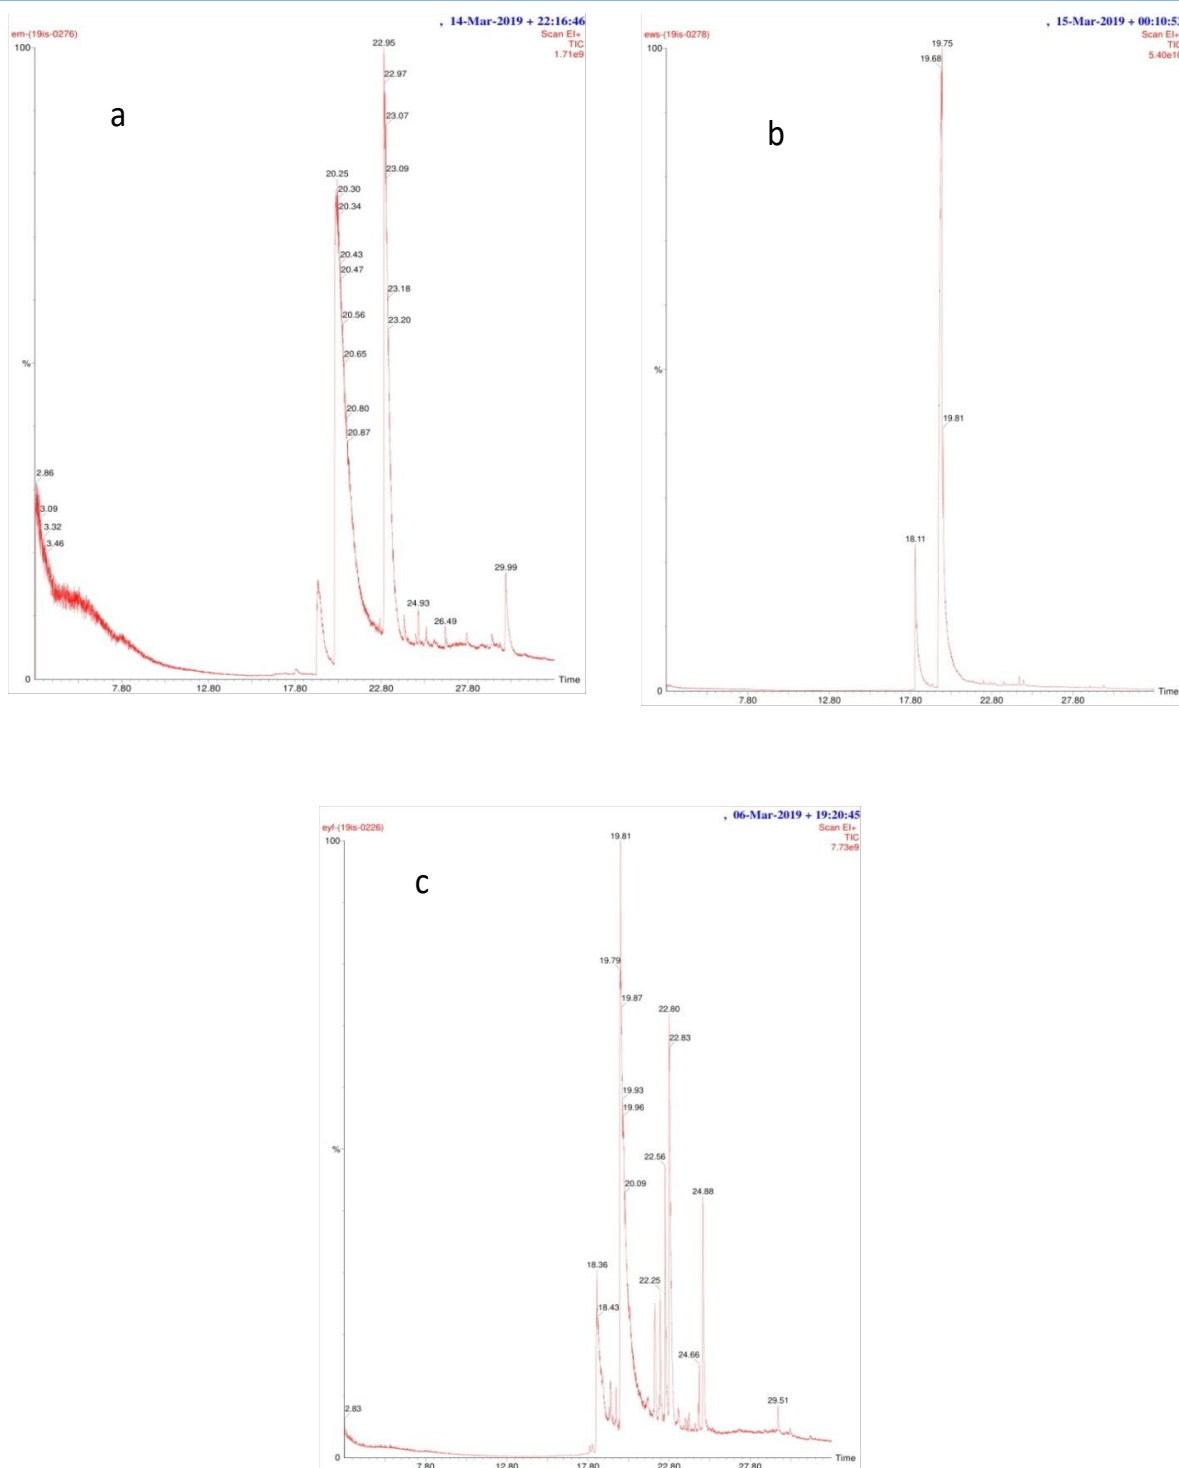 , 14-Mar-2019 + 22:16:46
em-(19is-0276)
Scan EI+
TIC
1.71e9
100
22.95
22.97
a
23.07
23.09
20.25
20.30
20.34
20.43
20.47
23.18
20.56
23.20
20.65
%
20.80
20.87
2.86
3.09
3.32
3.46
29.99
24.93
26.49
0
Time
7.80 12.80 17.80 22.80 27.80
, 15-Mar-2019 + 00:10:52
ews-(19is-0278)
Scan EI+
TIC
5.40e10
100
19.75
19.68
b
%
19.81
18.11
0
Time
7.80 12.80 17.80 22.80 27.80
, 06-Mar-2019 + 19:20:45
eyf-(19is-0226)
Scan EI+
TIC
7.73e9
100
19.81
c
19.79
19.87
22.80
22.83
19.93
19.96
%
22.56
20.09
24.88
18.36
22.25
18.43
24.66
29.51
2.83
0
Time
7.80 12.80 17.80 22.80 27.80